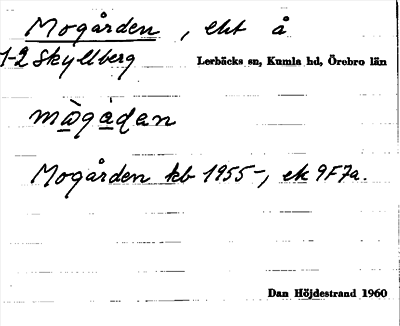 Mogården, eht å
1-2 Skyllberg Lerbäcks sn, Kumla hd, Örebro län
Mogården kb 1955-, ek 9F7a.
Dan Höjdestrand 1960